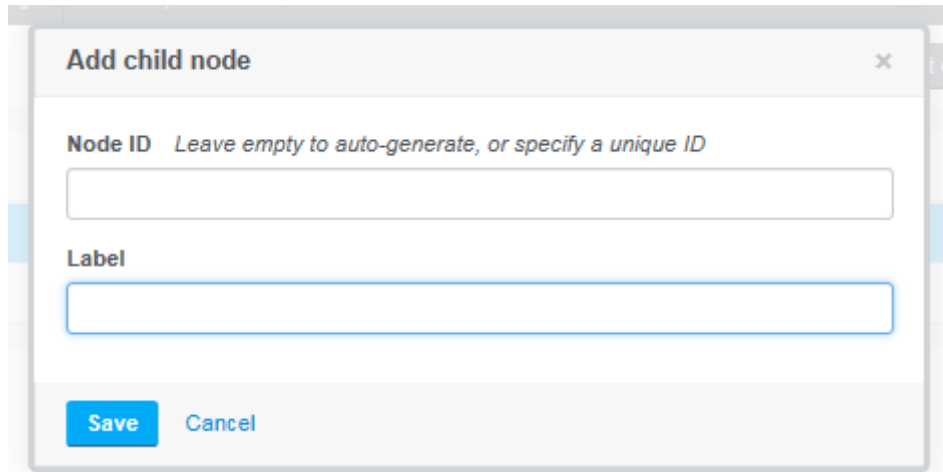 Add child node ×
Node ID Leave empty to auto-generate, or specify a unique ID
Label
Save Cancel